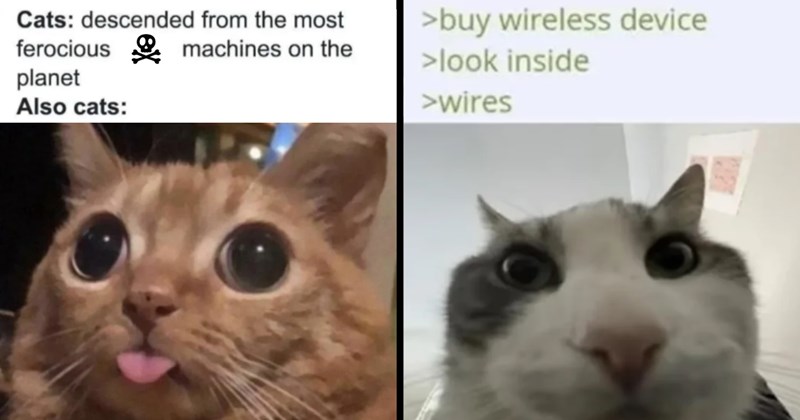 Cats: descended from the most
ferocious ☠ machines on the
planet
Also cats:
>buy wireless device
>look inside
>wires